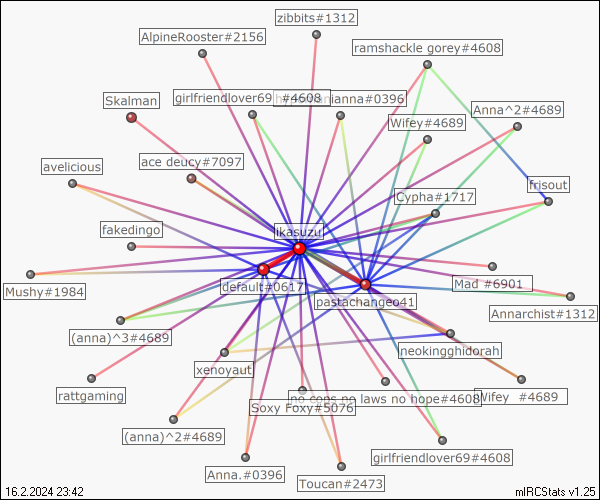 zibbits#1312
AlpineRooster#2156
ramshackle gorey#4608
Skalman
girlfriendlover69 #4608
ianna#0396
Anna^2#4689
Wifey#4689
avelicious
ace deucy#7097
Cypha#1717
frisout
fakedingo
ikasuzu
Mushy#1984
default#0617
pastachangeo41
Mad #6901
Annarchist#1312
(anna)^3#4689
neokingghidorah
xenoyaut
rattgaming
no cons no laws no hope#4608
Wifey #4689
Soxy Foxy#5076
(anna)^2#4689
girlfriendlover69#4608
Anna.#0396
Toucan#2473
16.2.2024 23:42
mIRCStats v1.25